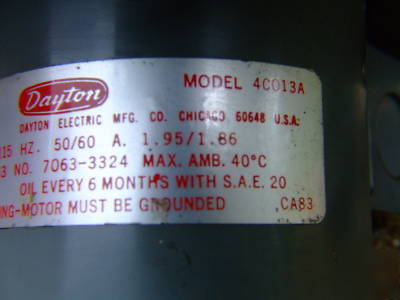 Dayton
MODEL 4C013A
DAYTON ELECTRIC MFG. CO. CHICAGO 60648 U.S.A.
115 HZ. 50/60 A. 1.95/1.86
NO. 7063-3324 MAX. AMB. 40°C
OIL EVERY 6 MONTHS WITH S.A.E. 20
-MOTOR MUST BE GROUNDED
CA83